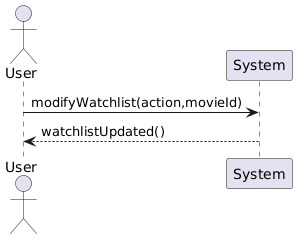 User
System
modifyWatchlist(action,movieId)
watchlistUpdated()
User
System